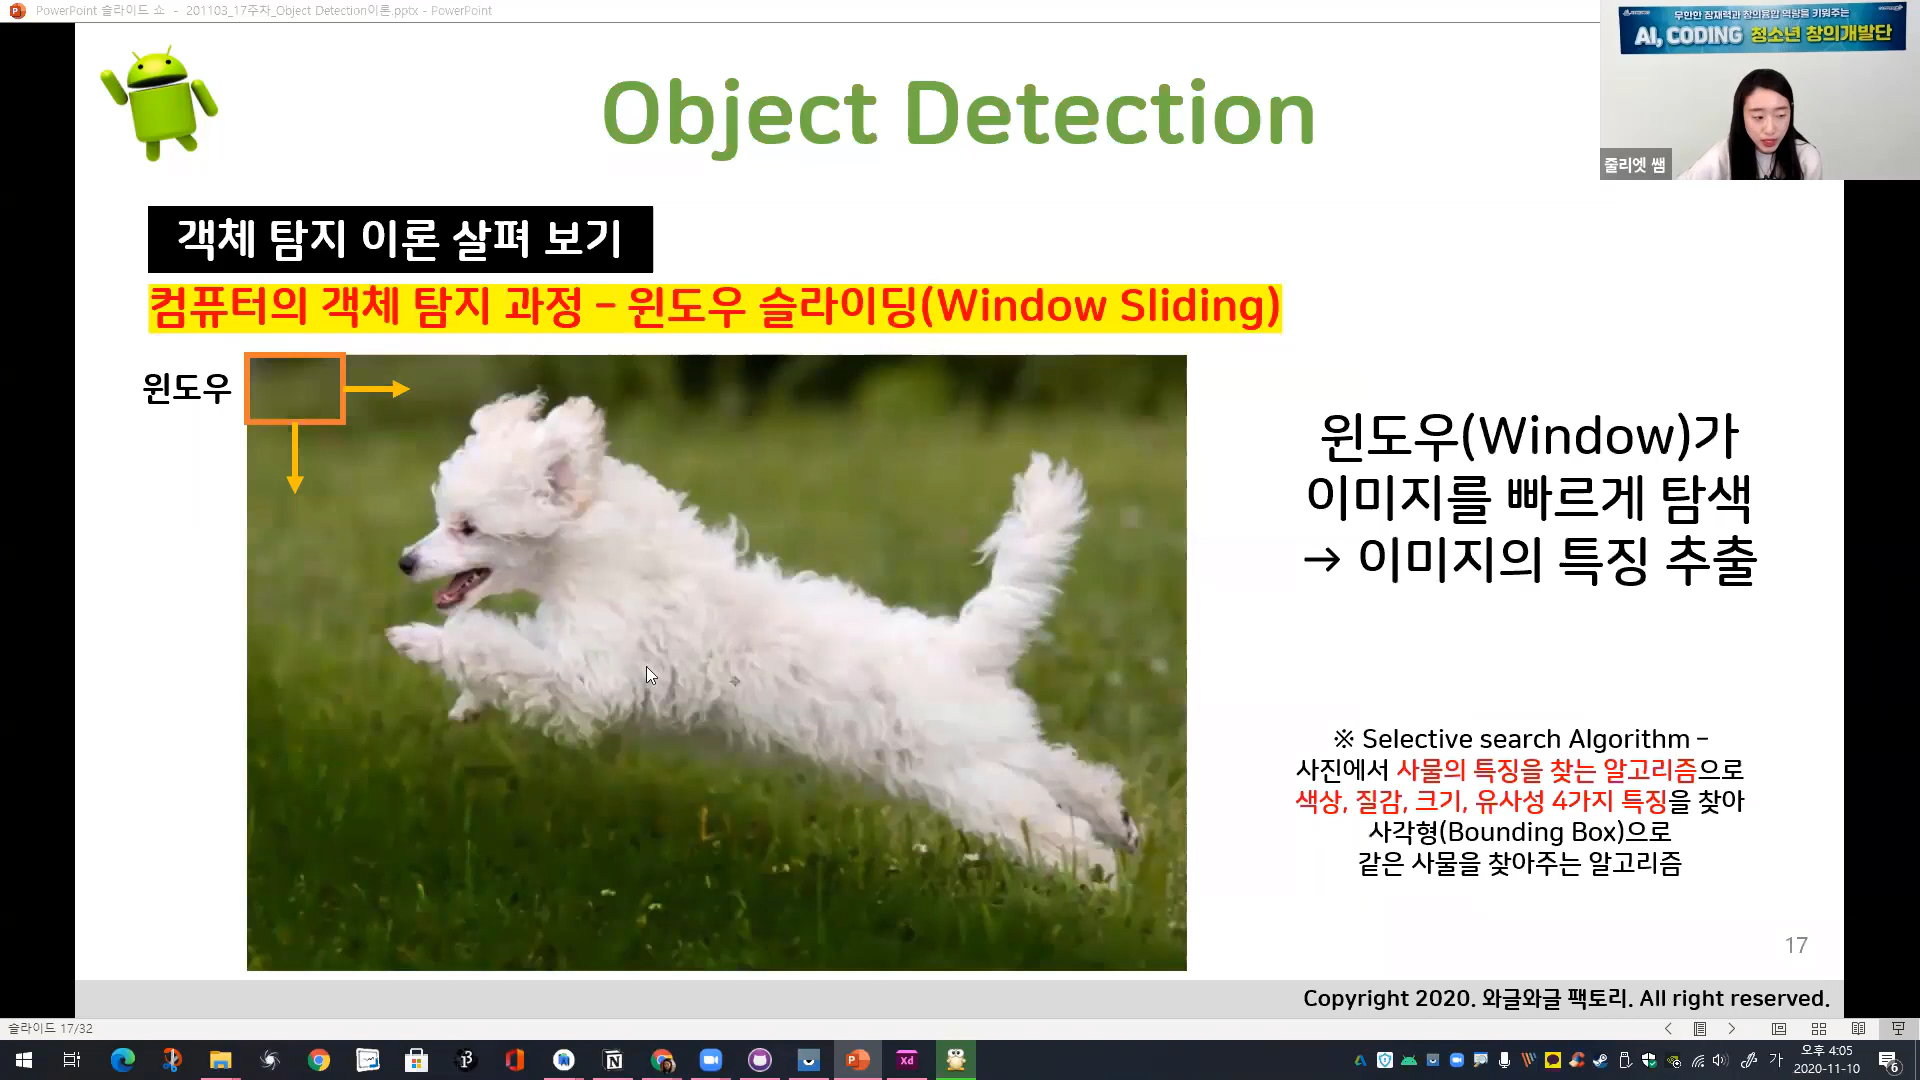 PowerPoint 슬라이드 쇼 - 201103_17주차_Object Detection이론.pptx - PowerPoint
무한한 잠재력과 창의융합 역량을 키워주는
AI, CODING 청소년 창의개발단
줄리엣 쌤
Object Detection
객체 탐지 이론 살펴 보기
컴퓨터의 객체 탐지 과정 – 윈도우 슬라이딩(Window Sliding)
윈도우
윈도우(Window)가
이미지를 빠르게 탐색
→ 이미지의 특징 추출
※ Selective search Algorithm –
사진에서 사물의 특징을 찾는 알고리즘으로
색상, 질감, 크기, 유사성 4가지 특징을 찾아
사각형(Bounding Box)으로
같은 사물을 찾아주는 알고리즘
17
Copyright 2020. 와글와글 팩토리. All right reserved.
슬라이드 17/32
Xd
가
오후 4:05
2020-11-10
6